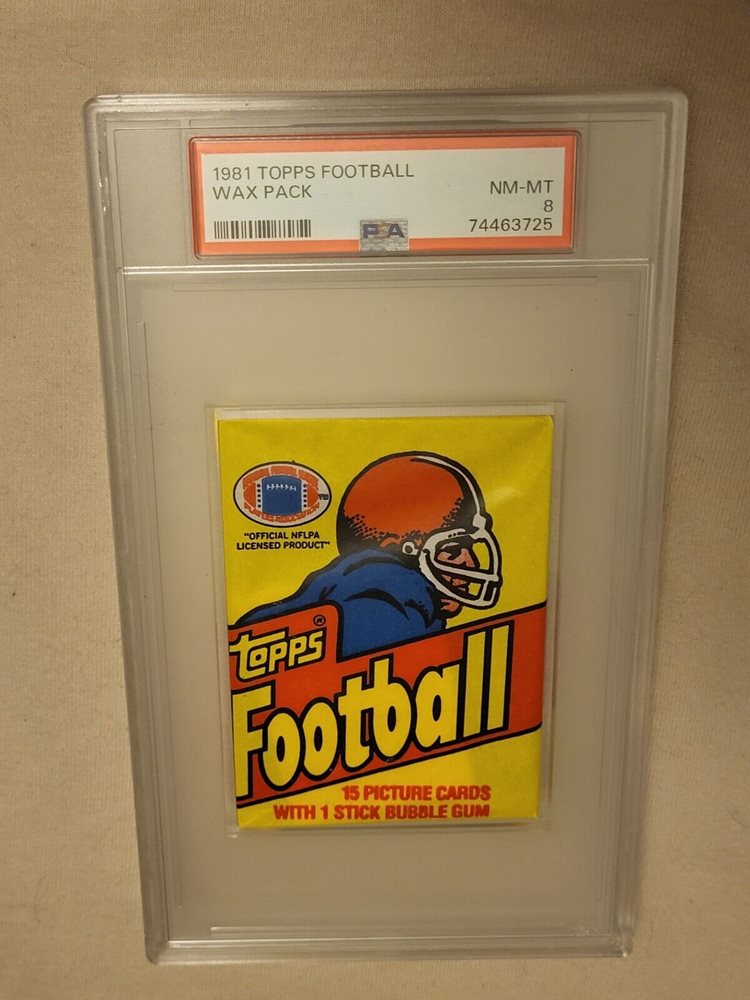 1981 TOPPS FOOTBALL
WAX PACK
NM-MT
8
PSA
74463725
TM
"OFFICIAL NFLPA
LICENSED PRODUCT"
topps®
Football
15 PICTURE CARDS
WITH 1 STICK BUBBLE GUM